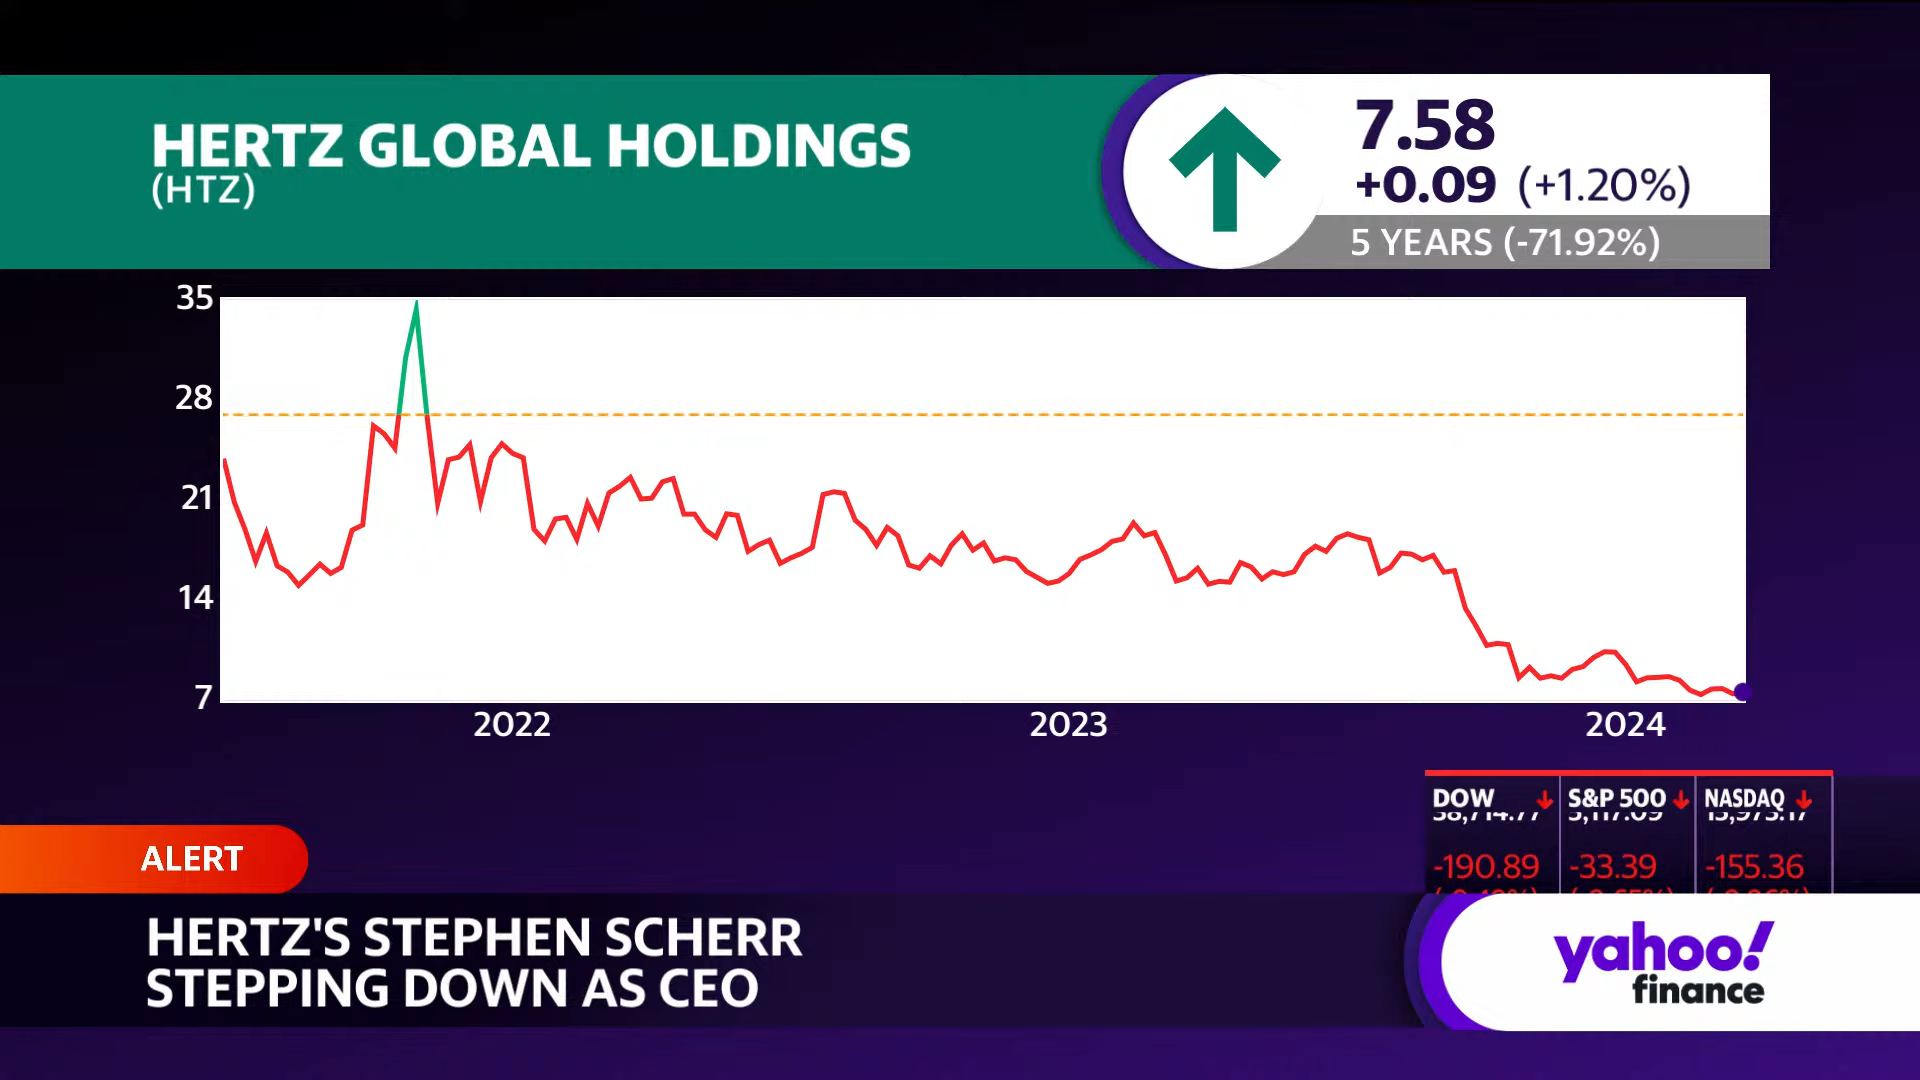 HERTZ GLOBAL HOLDINGS
(HTZ)
7.58
+0.09 (+1.20%)
5 YEARS (-71.92%)
35
28
21
14
7
2022
2023
2024
DOW
S&P 500
NASDAQ
-190.89
-33.39
-155.36
ALERT
HERTZ'S STEPHEN SCHERR
STEPPING DOWN AS CEO
yahoo!
finance